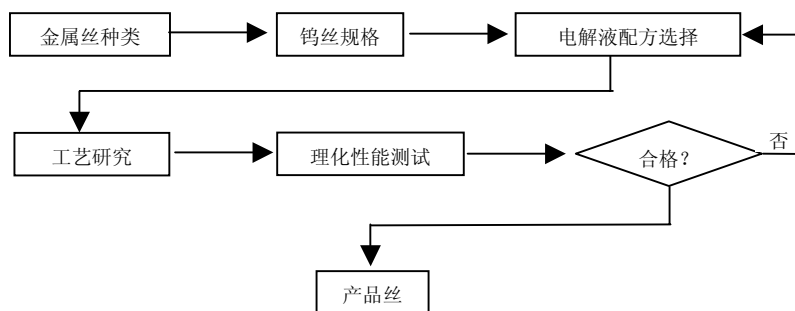 金属丝种类
钨丝规格
电解液配方选择
工艺研究
理化性能测试
合格？
否
产品丝